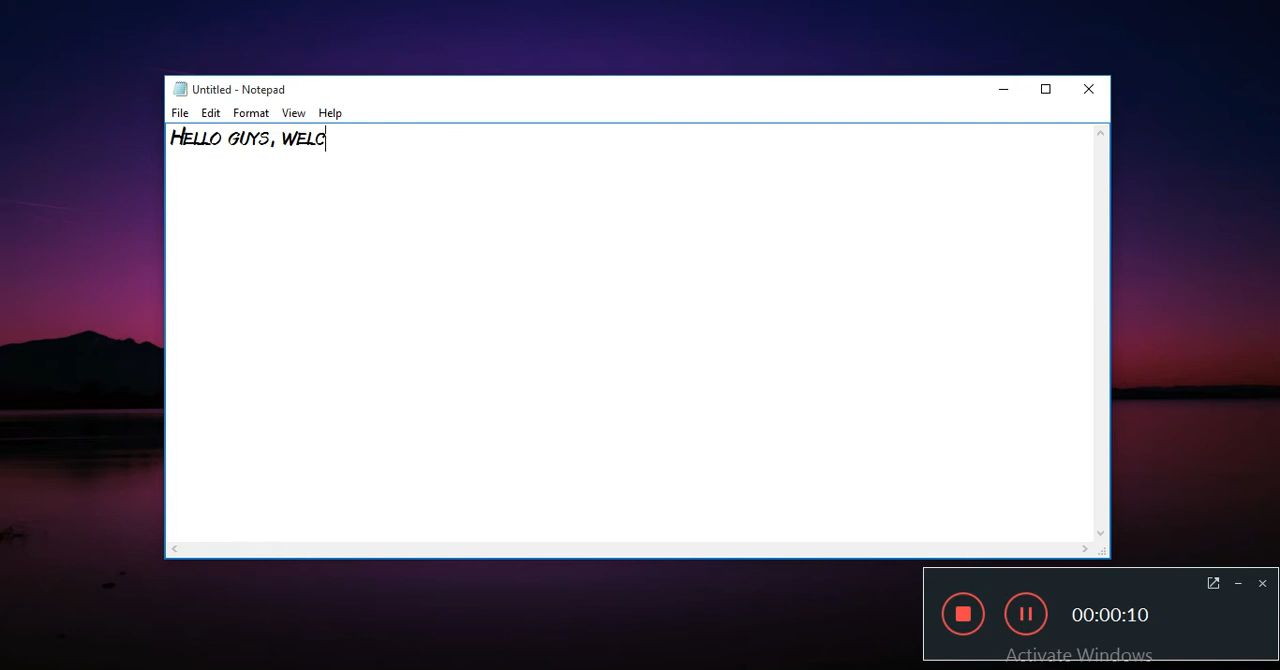 Untitled - Notepad
File Edit Format View Help
Hello guys, welc
00:00:10
Activate Windows